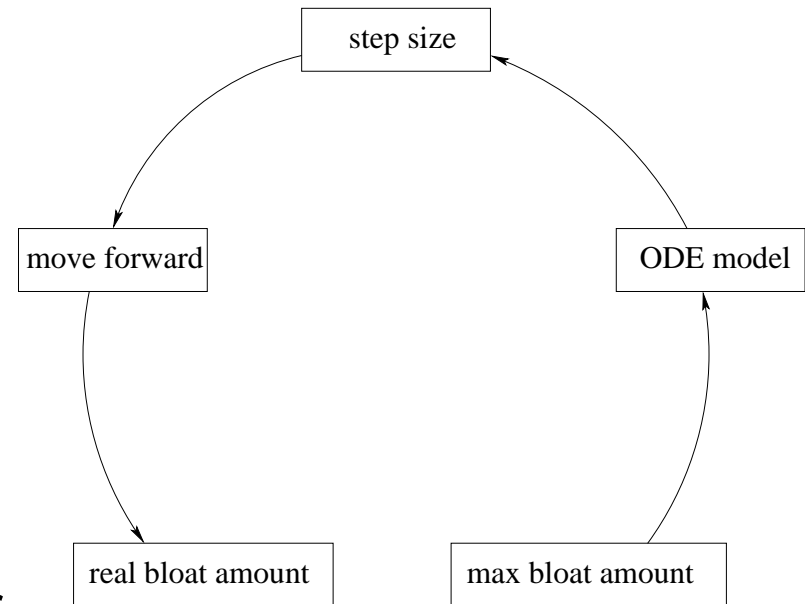 step size
move forward
ODE model
real bloat amount
max bloat amount